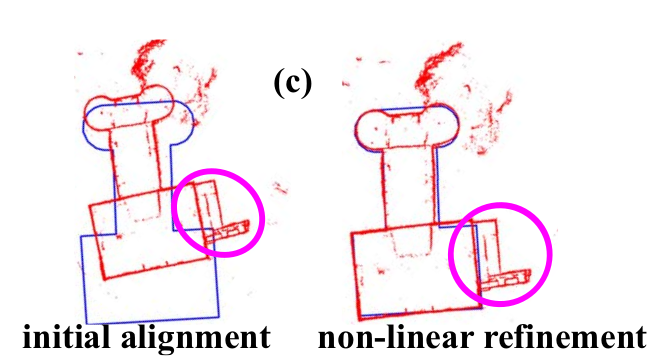 (c)
initial alignment
non-linear refinement